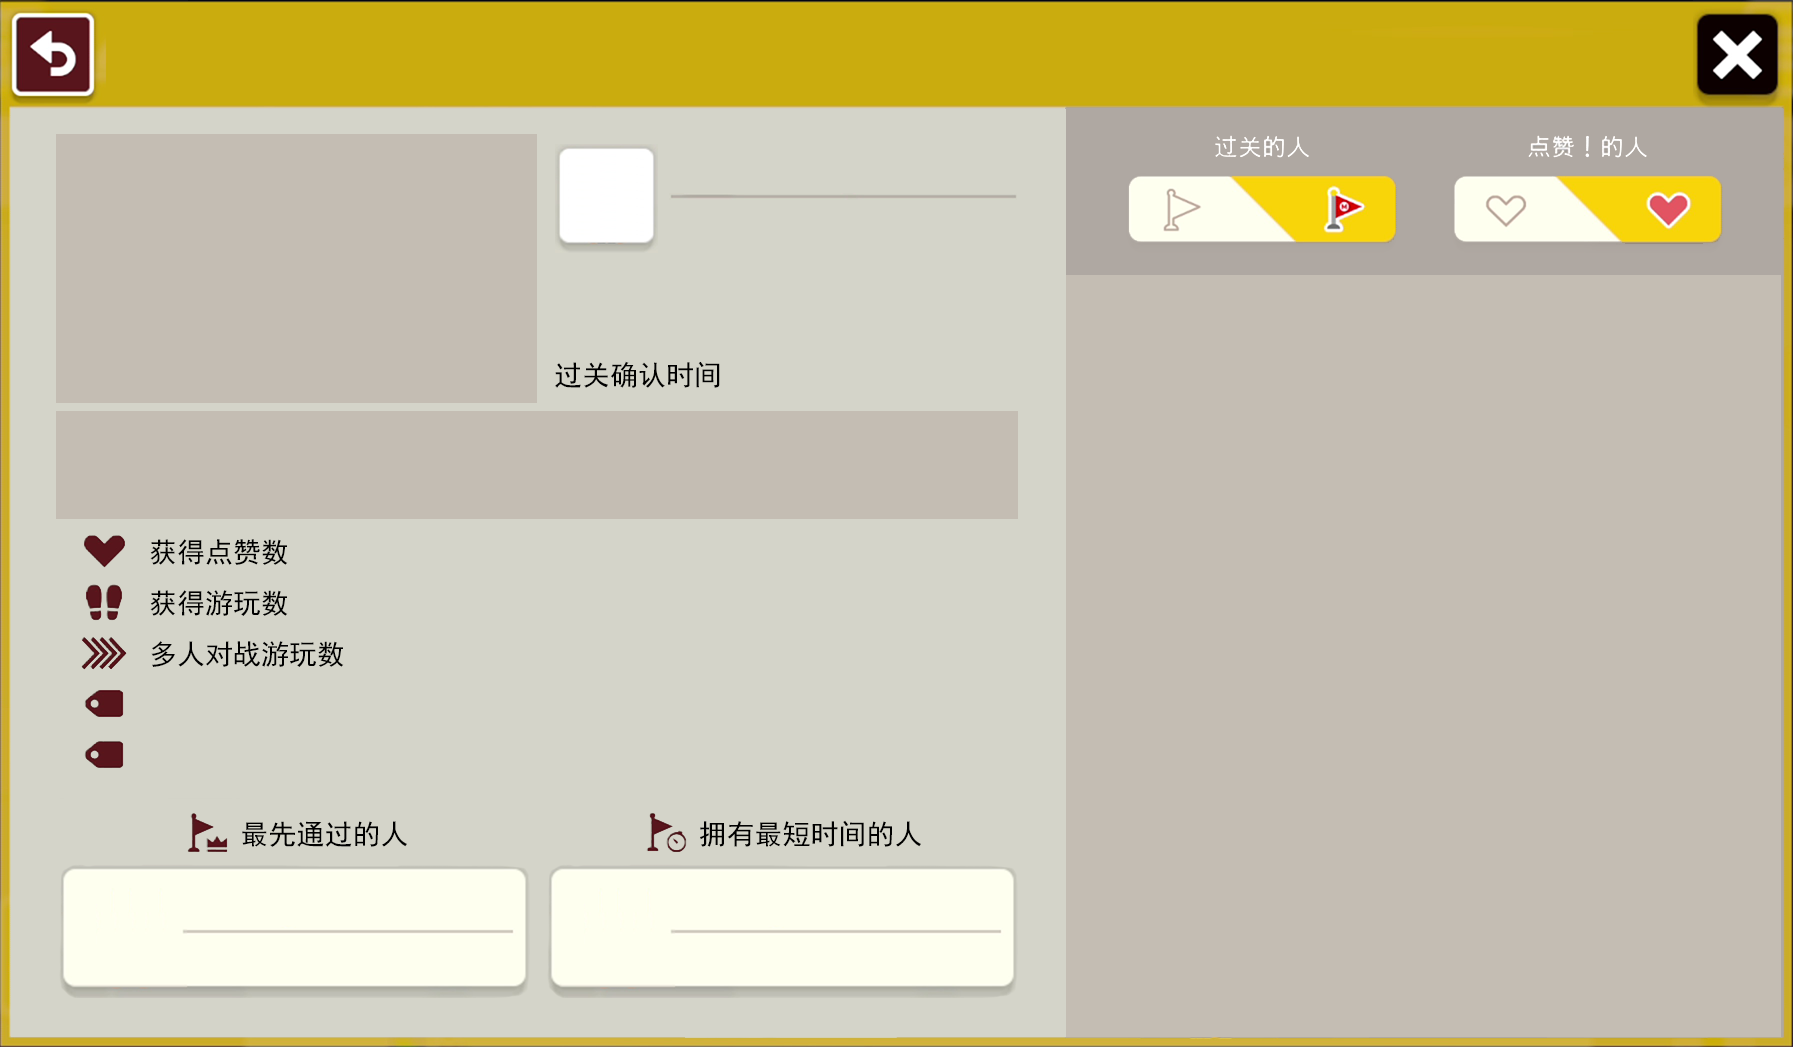 过关确认时间
获得点赞数
获得游玩数
多人对战游玩数
最先通过的人
拥有最短时间的人
过关的人
点赞！的人
M